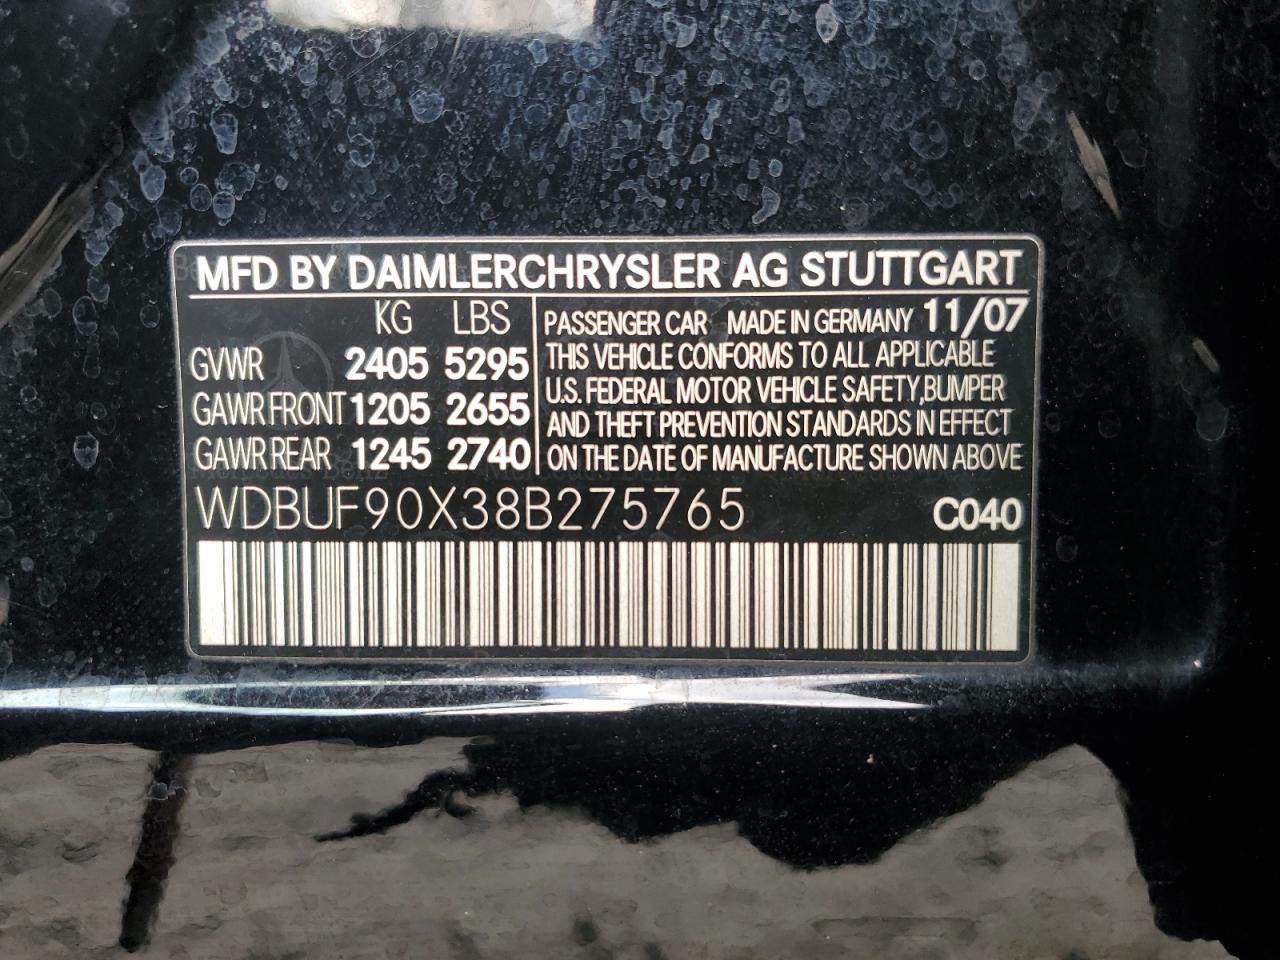 MFD BY DAIMLERCHRYSLER AG STUTTGART
KG LBS
GVWR 2405 5295
GAWR FRONT 1205 2655
GAWR REAR 1245 2740
PASSENGER CAR MADE IN GERMANY 11/07
THIS VEHICLE CONFORMS TO ALL APPLICABLE
U.S. FEDERAL MOTOR VEHICLE SAFETY, BUMPER
AND THEFT PREVENTION STANDARDS IN EFFECT
ON THE DATE OF MANUFACTURE SHOWN ABOVE
WDBUF90X38B275765 C040